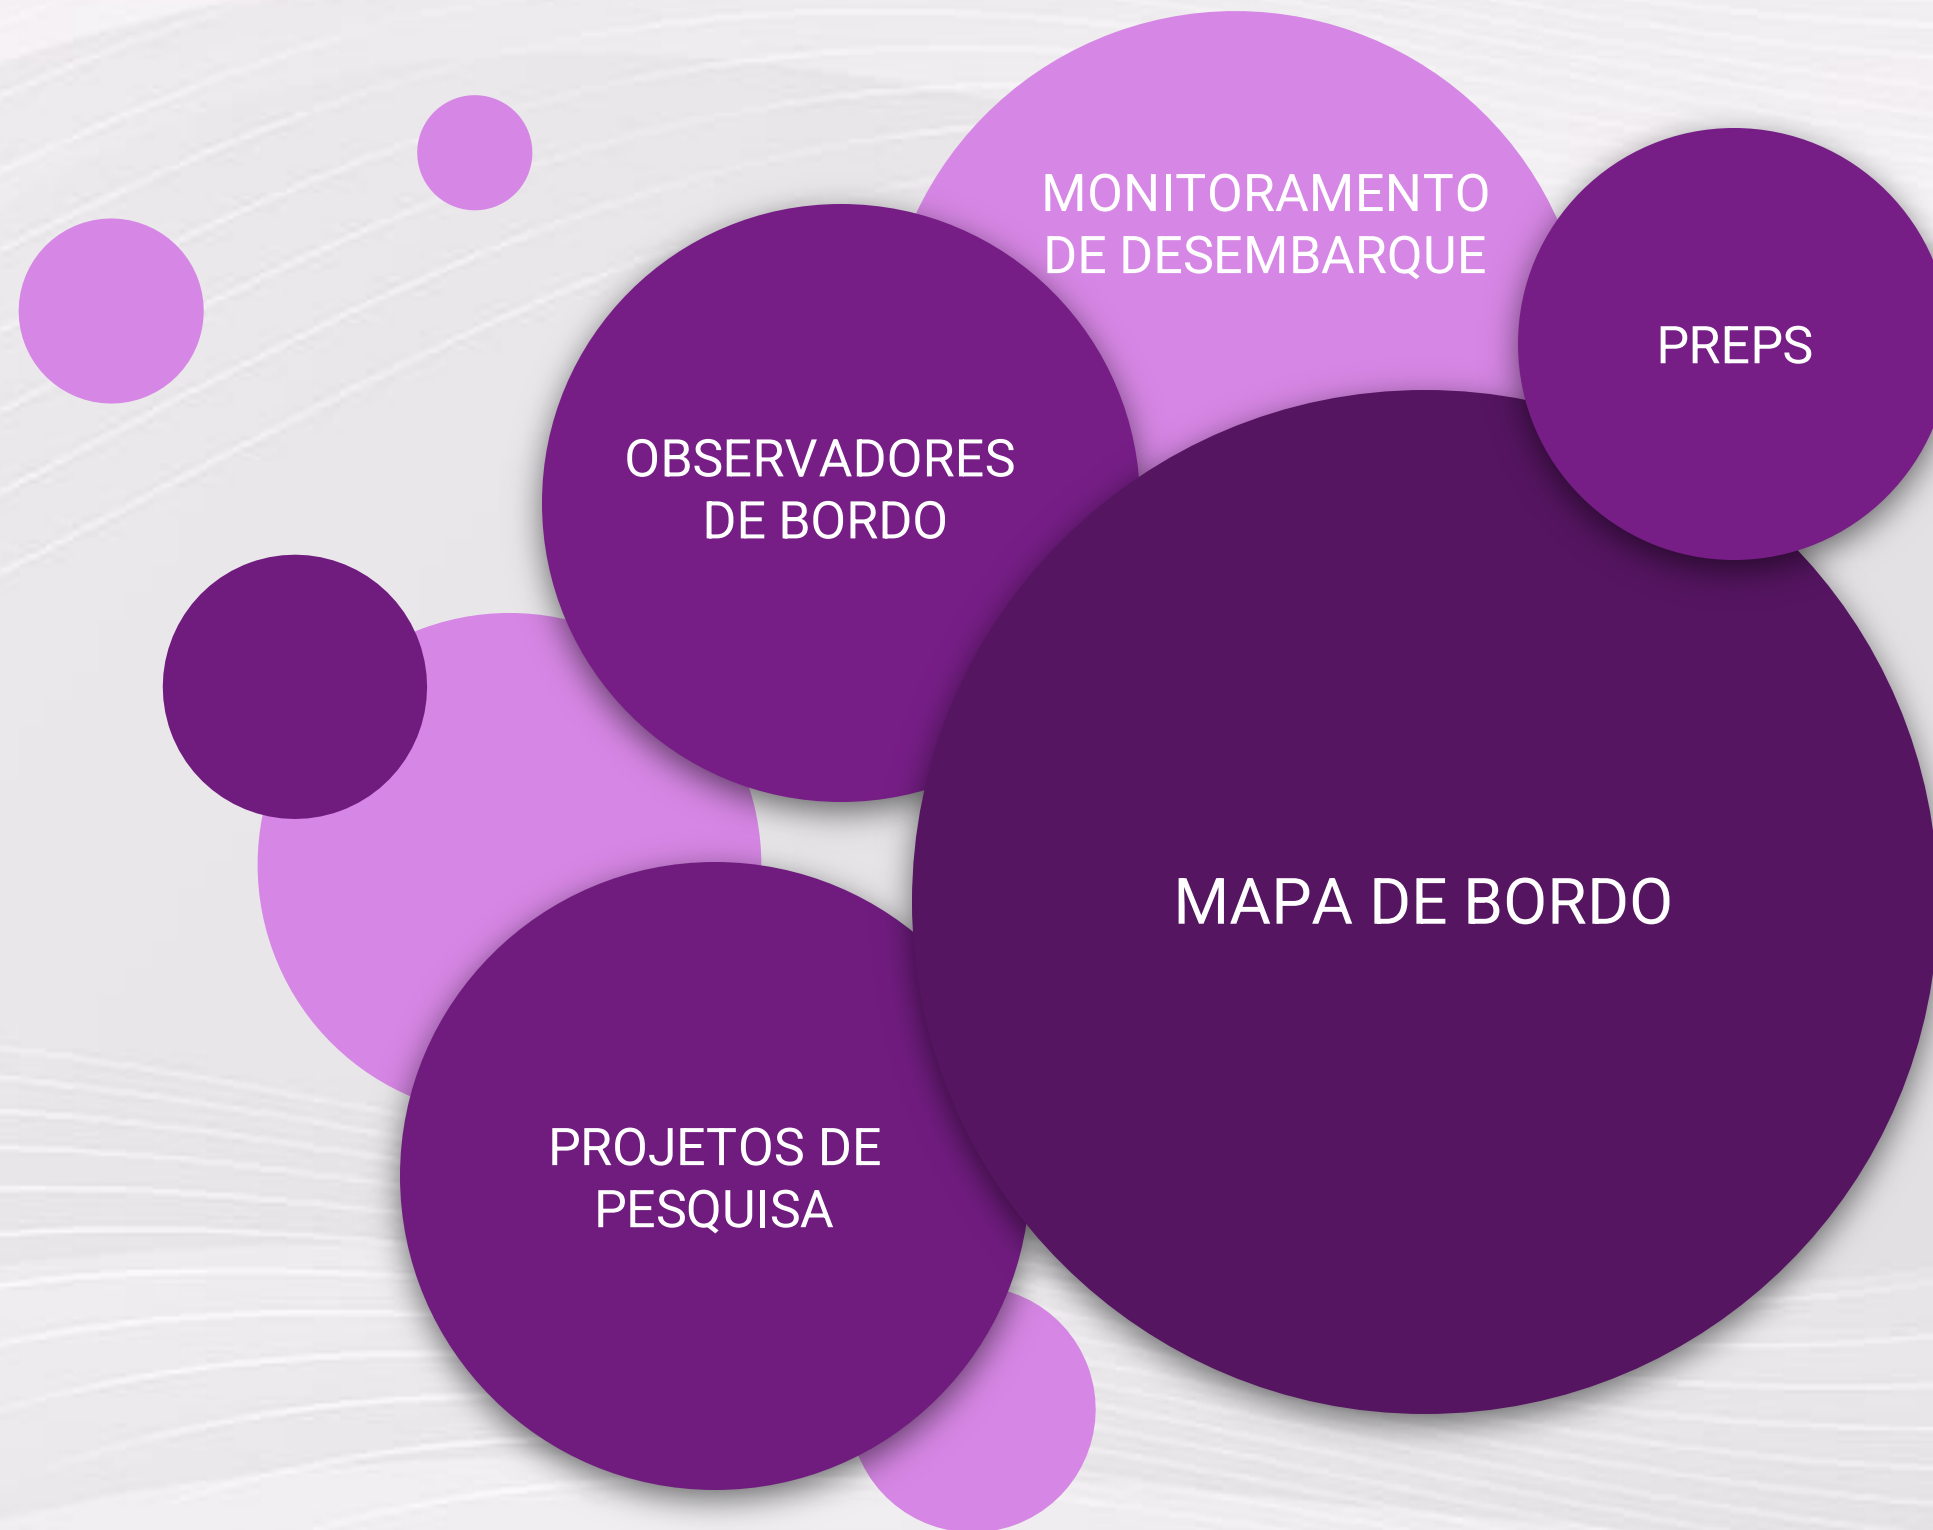 MONITORAMENTO
DE DESEMBARQUE
PREPS
OBSERVADORES
DE BORDO
MAPA DE BORDO
PROJETOS DE
PESQUISA